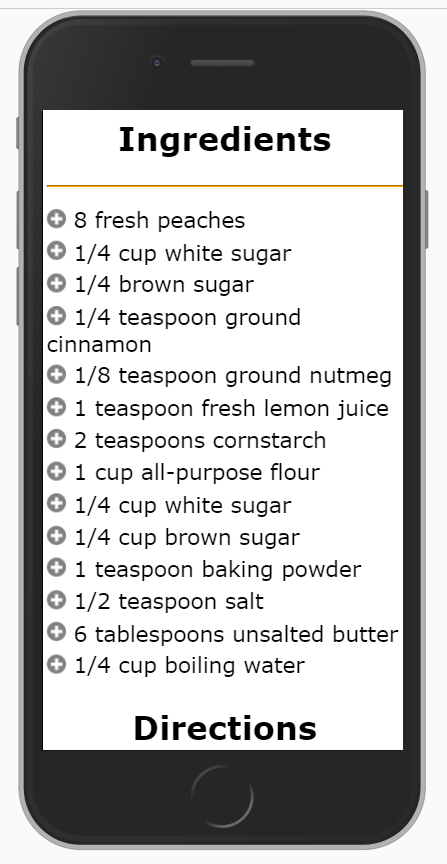 Ingredients
8 fresh peaches
1/4 cup white sugar
1/4 brown sugar
1/4 teaspoon ground
cinnamon
1/8 teaspoon ground nutmeg
1 teaspoon fresh lemon juice
2 teaspoons cornstarch
1 cup all-purpose flour
1/4 cup white sugar
1/4 cup brown sugar
1 teaspoon baking powder
1/2 teaspoon salt
6 tablespoons unsalted butter
1/4 cup boiling water
Directions